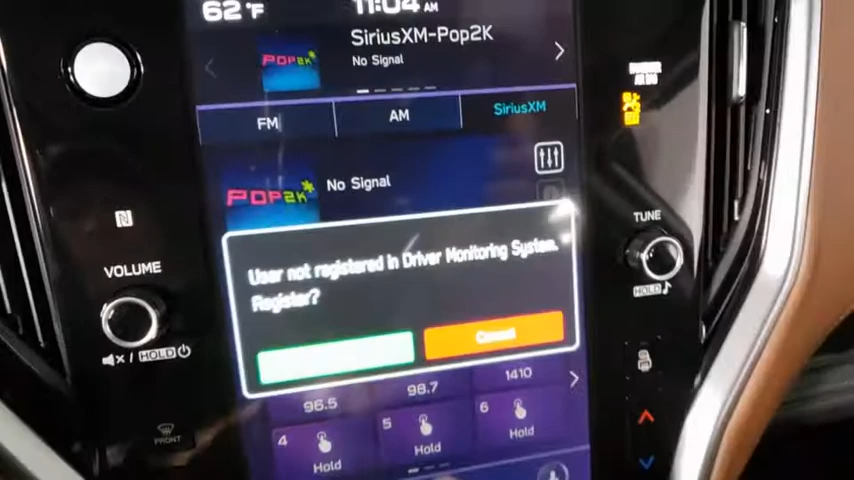 62°F
11:04 AM
SiriusXM-Pop2K
No Signal
POP2K
FM
AM
SiriusXM
POP2K
No Signal
User not registered in Driver Monitoring System.
Register?
Cancel
VOLUME
HOLD
TUNE
HOLD
FRONT
96.5
98.7
1410
4
Hold
5
Hold
6
Hold